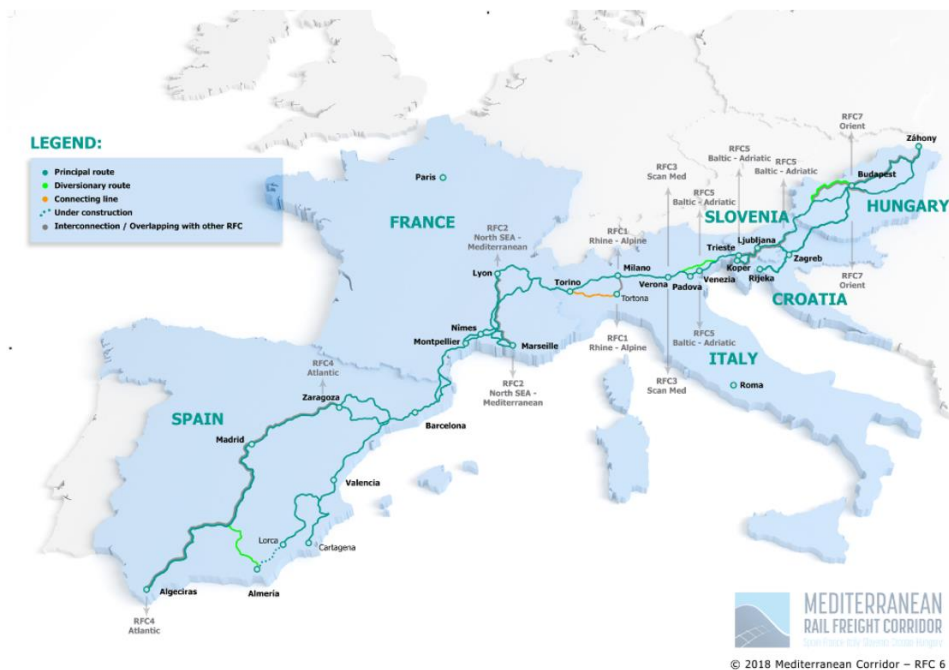 LEGEND:
Principal route
Diversionary route
Connecting line
Under construction
Interconnection / Overlapping with other RFC
Paris
FRANCE
RFC2
North SEA -
Mediterranean
Lyon
Nîmes
Montpellier
Marseille
RFC2
North SEA -
Mediterranean
RFC1
Rhine - Alpine
Torino
Milano
Tortona
RFC1
Rhine - Alpine
RFC3
Scan Med
Verona
RFC3
Scan Med
RFC5
Baltic - Adriatic
Padova
Venezia
RFC5
Baltic - Adriatic
RFC5
Baltic - Adriatic
RFC5
Baltic - Adriatic
SLOVENIA
Trieste
Ljubljana
Koper
Rijeka
Zagreb
CROATIA
RFC7
Orient
Záhony
Budapest
HUNGARY
RFC7
Orient
ITALY
Roma
RFC4
Atlantic
Zaragoza
SPAIN
Madrid
Barcelona
Valencia
Lorca
Cartagena
Almería
Algeciras
RFC4
Atlantic
MEDITERRANEAN
RAIL FREIGHT CORRIDOR
© 2018 Mediterranean Corridor – RFC 6